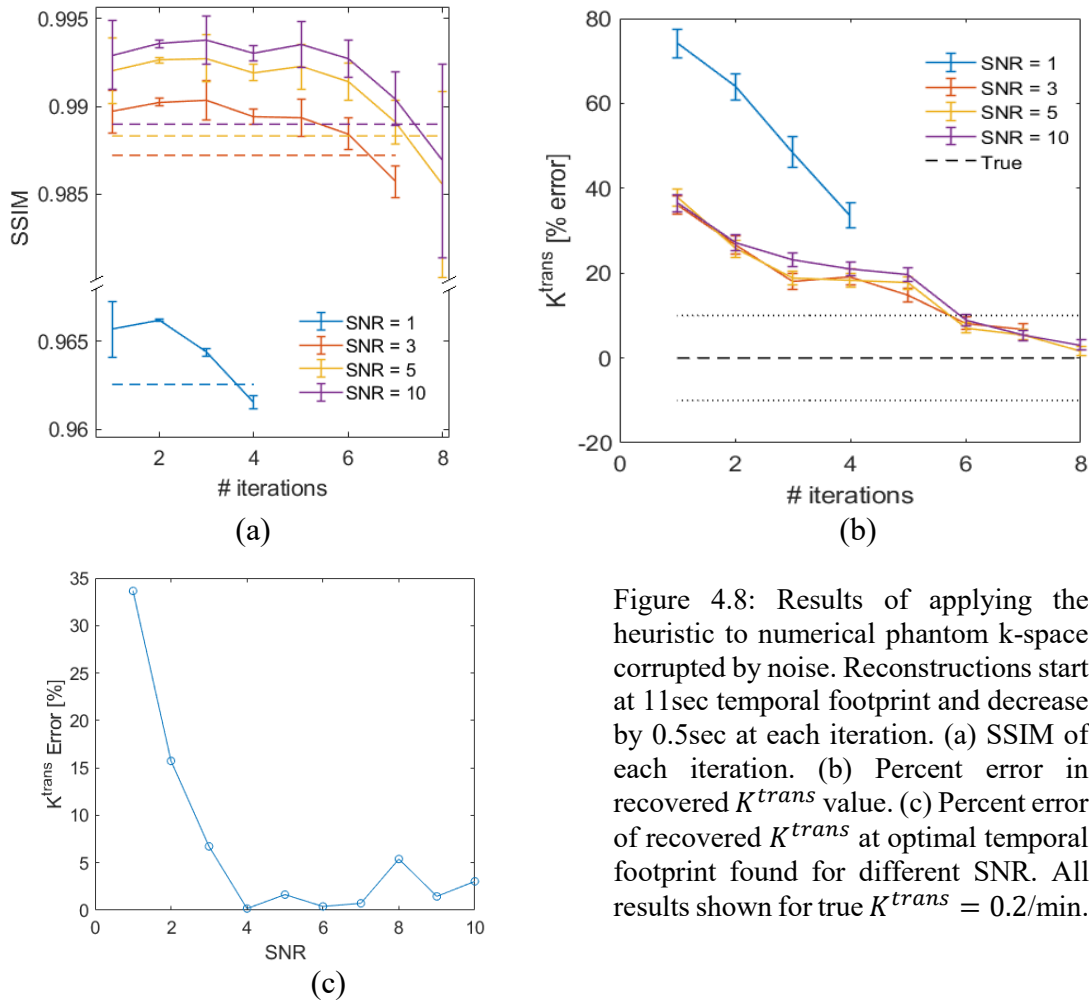 0.995
0.99
0.985
0.965
0.96
SSIM
SNR = 1
SNR = 3
SNR = 5
SNR = 10
2 4 6 8
# iterations
(a)
80
60
40
20
0
-20
K^trans [% error]
SNR = 1
SNR = 3
SNR = 5
SNR = 10
True
0 2 4 6 8
# iterations
(b)
35
30
25
20
15
10
5
0
K^trans Error [%]
0 2 4 6 8 10
SNR
(c)
Figure 4.8: Results of applying the
heuristic to numerical phantom k-space
corrupted by noise. Reconstructions start
at 11sec temporal footprint and decrease
by 0.5sec at each iteration. (a) SSIM of
each iteration. (b) Percent error in
recovered K^trans value. (c) Percent error
of recovered K^trans at optimal temporal
footprint found for different SNR. All
results shown for true K^trans = 0.2/min.